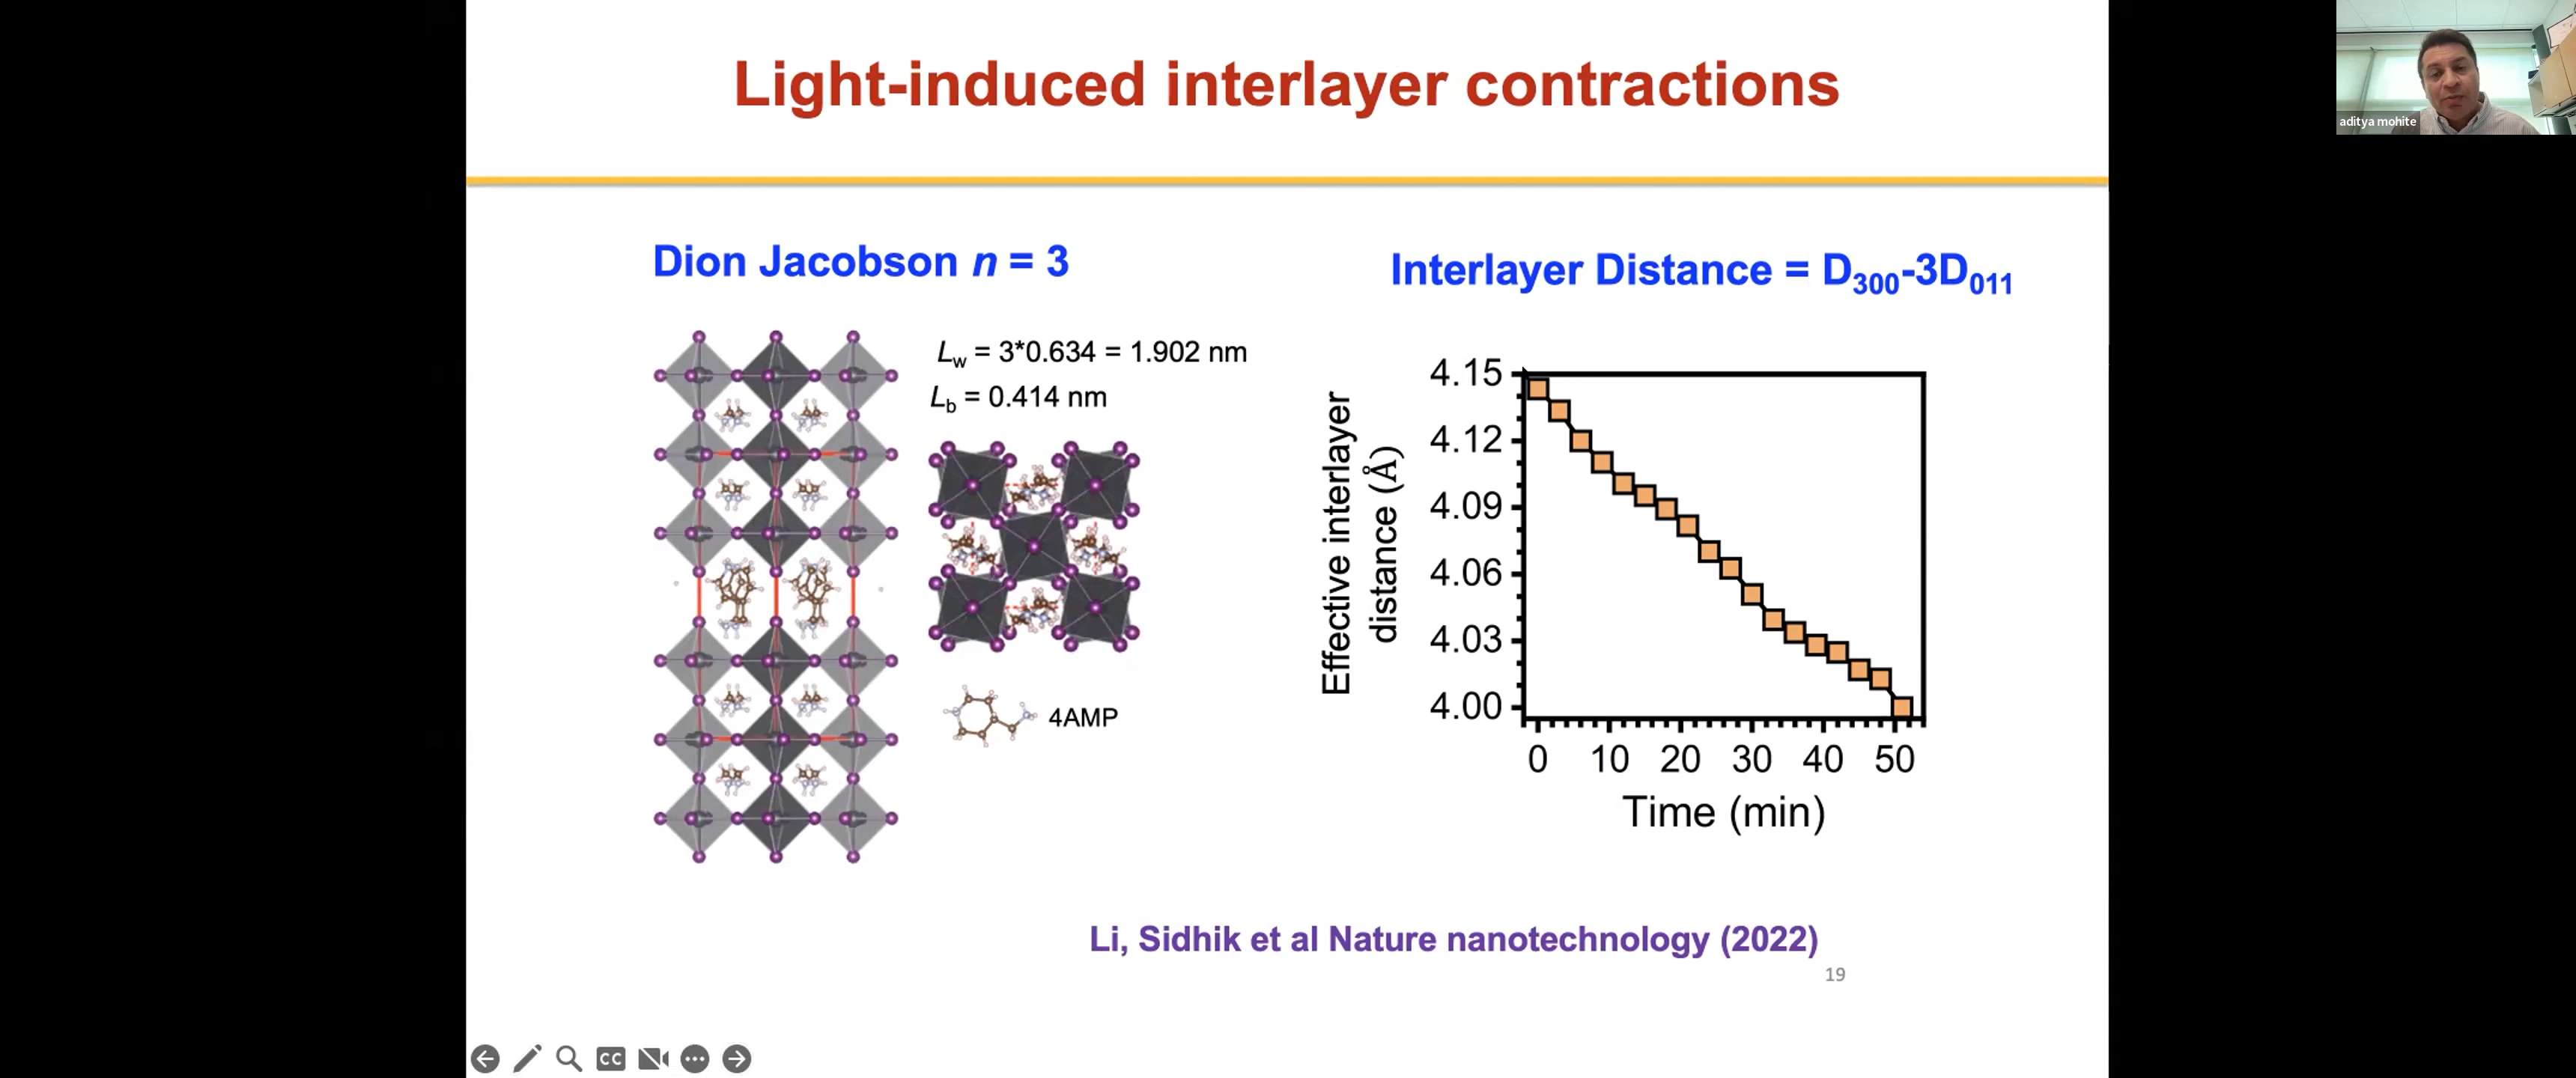 Light-induced interlayer contractions
aditya mohite
Dion Jacobson n = 3
Interlayer Distance = D300-3D011
Lw = 3*0.634 = 1.902 nm
Lb = 0.414 nm
4AMP
Effective interlayer
distance (Å)
4.15
4.12
4.09
4.06
4.03
4.00
0 10 20 30 40 50
Time (min)
Li, Sidhik et al Nature nanotechnology (2022)
19
CC